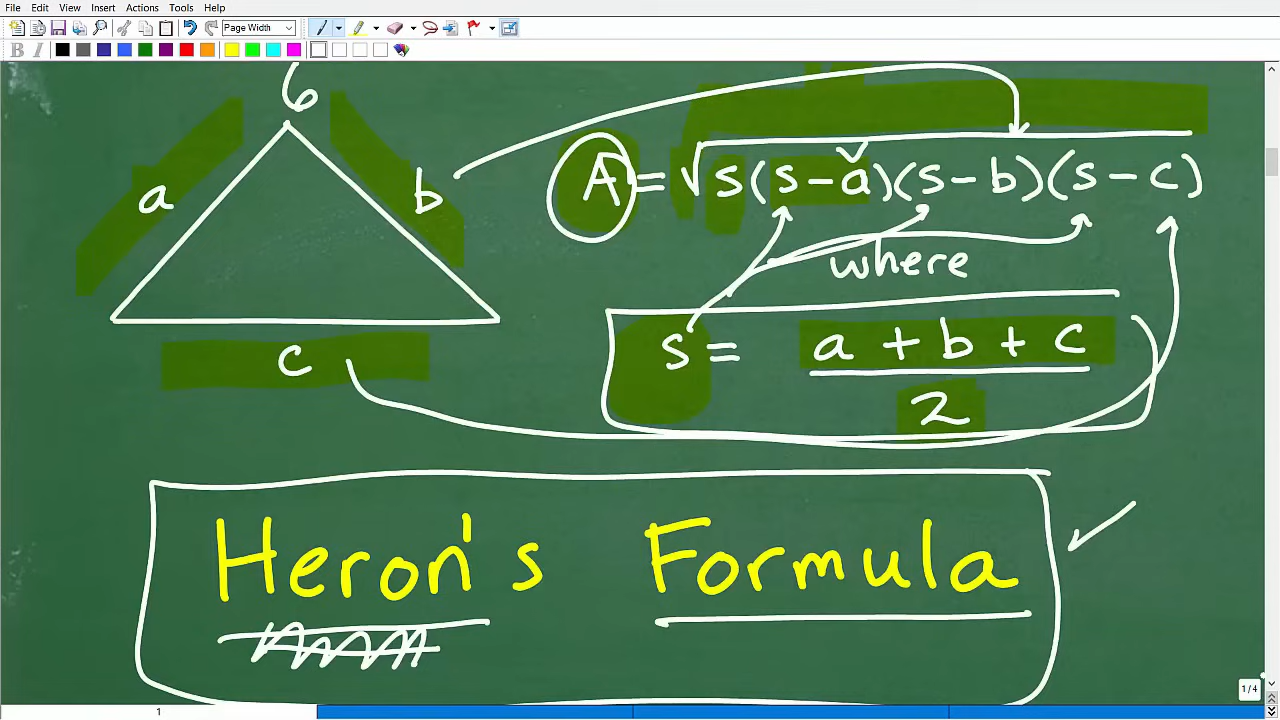 File Edit View Insert Actions Tools Help
Page Width
B I
6
a
b
A = √s(s-a)(s-b)(s-c)
where
c
s = a + b + c
2
Heron's Formula
1/4
1